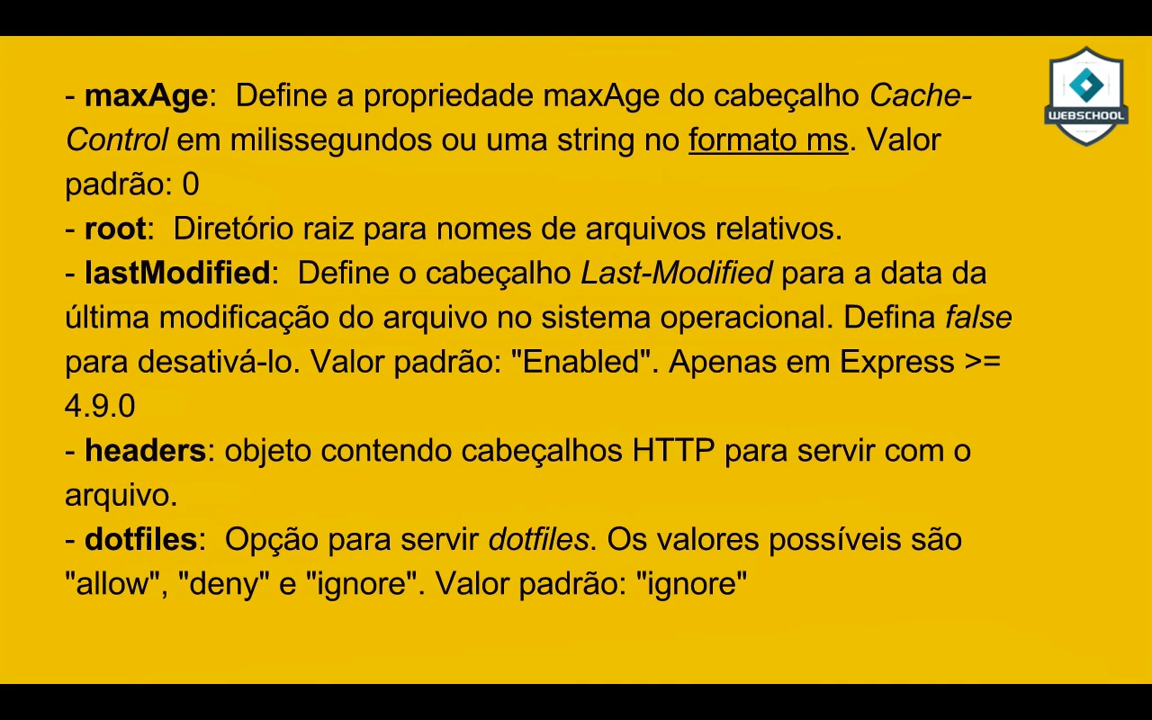 - maxAge: Define a propriedade maxAge do cabeçalho Cache-
Control em milissegundos ou uma string no formato ms. Valor
padrão: 0
- root: Diretório raiz para nomes de arquivos relativos.
- lastModified: Define o cabeçalho Last-Modified para a data da
última modificação do arquivo no sistema operacional. Defina false
para desativá-lo. Valor padrão: "Enabled". Apenas em Express >=
4.9.0
- headers: objeto contendo cabeçalhos HTTP para servir com o
arquivo.
- dotfiles: Opção para servir dotfiles. Os valores possíveis são
"allow", "deny" e "ignore". Valor padrão: "ignore"
WEBSCHOOL